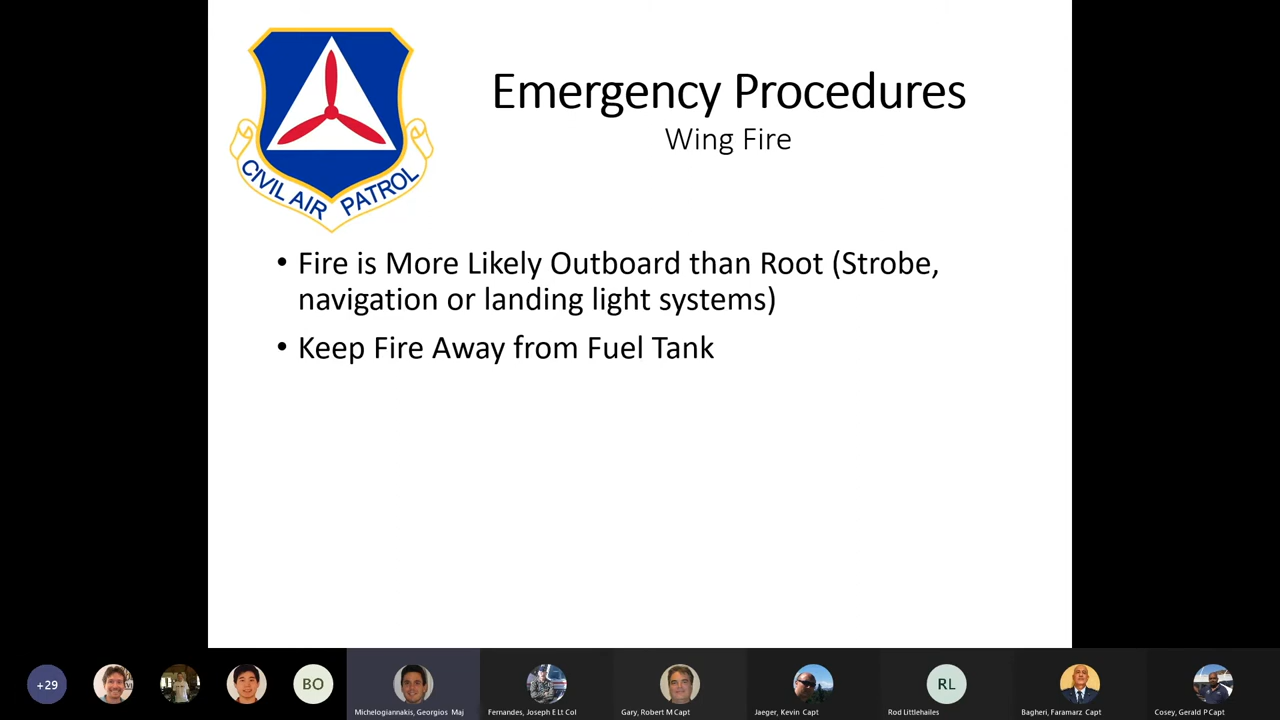 CIVIL AIR PATROL
Emergency Procedures
Wing Fire
• Fire is More Likely Outboard than Root (Strobe,
navigation or landing light systems)
• Keep Fire Away from Fuel Tank
+29
BO
RL
Michelogiannakis, Georgios Maj
Fernandes, Joseph E Lt Col
Gary, Robert M Capt
Jaeger, Kevin Capt
Rod Littlehailes
Bagheri, Faramarz Capt
Cosey, Gerald P Capt